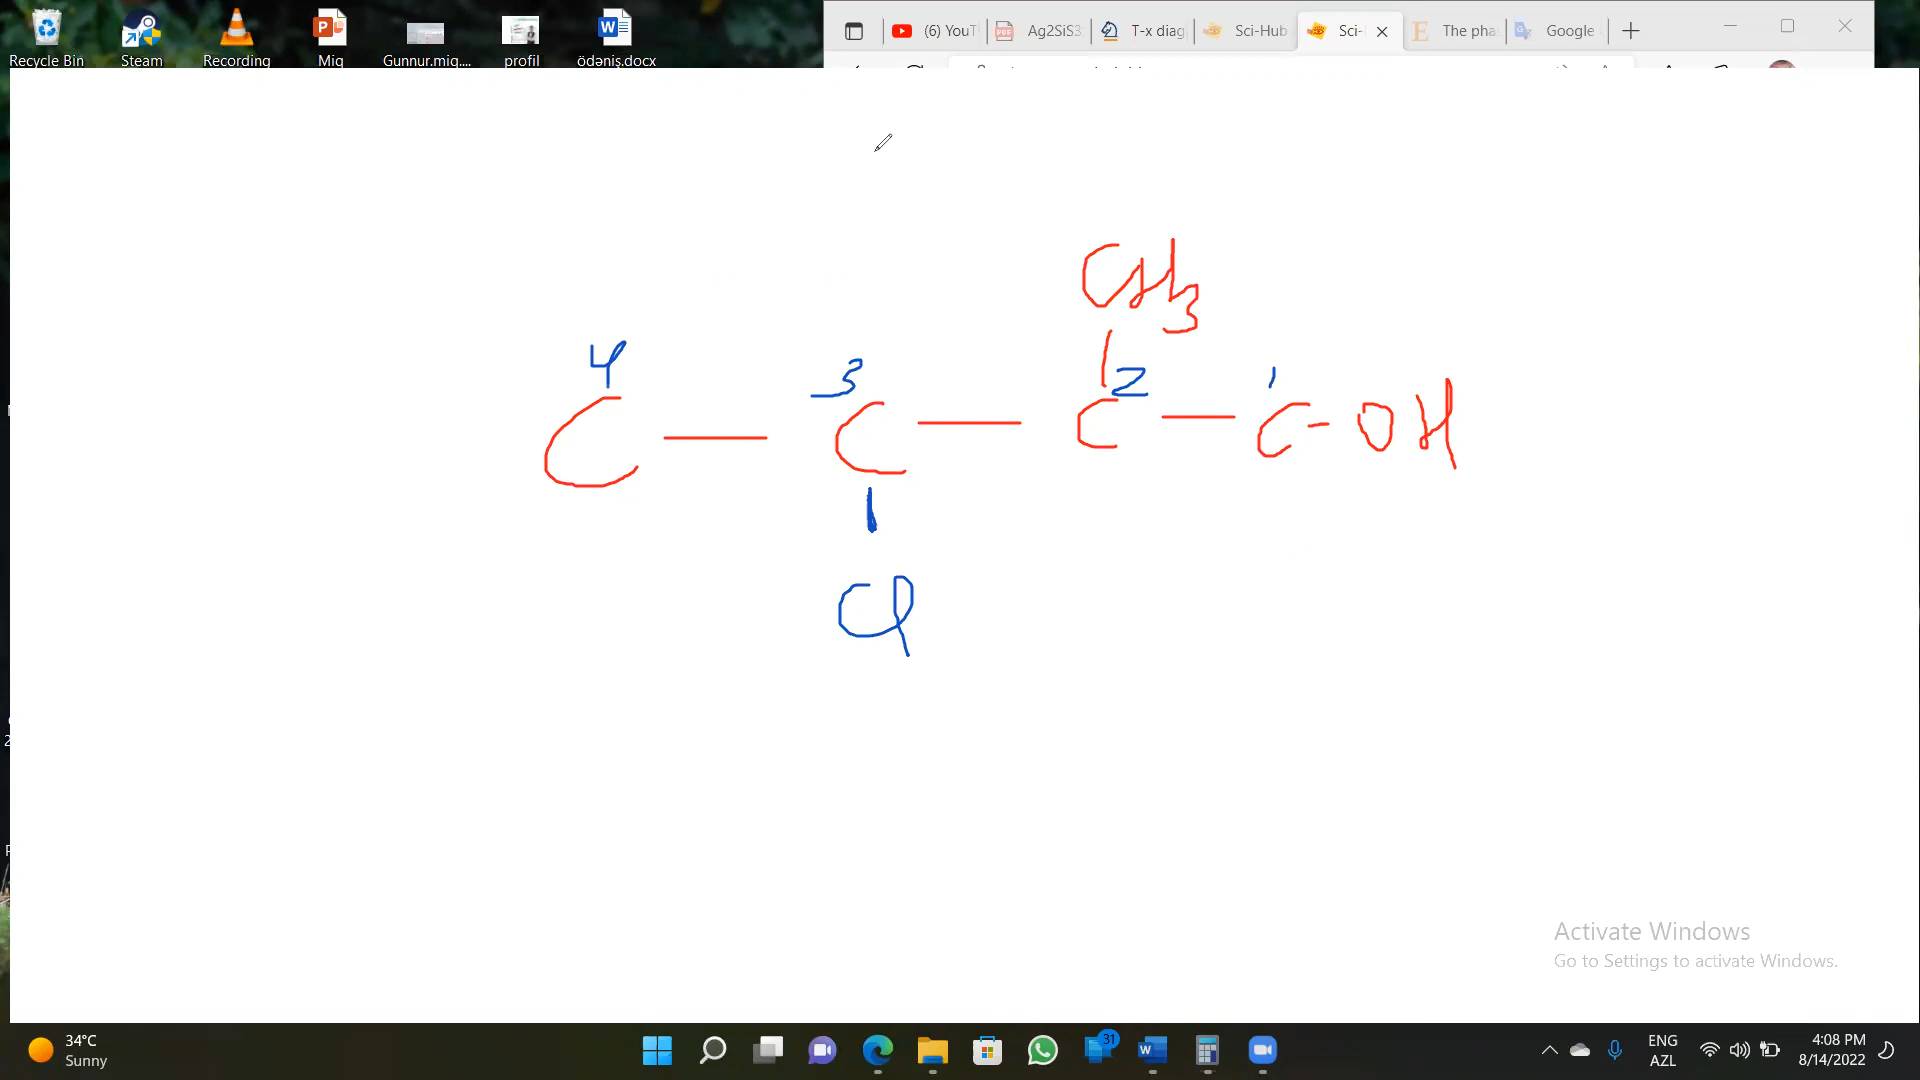 (6) YouT Ag2SiS3 T-x diag Sci-Hub Sci- The pha Google
Recycle Bin Steam Recording Miq Gunnur.miq.... profil ödəniş.docx
CH3
4 3 2 1
C — C — C — C - OH
Cl
Activate Windows
Go to Settings to activate Windows.
34°C
Sunny
31
ENG
AZL
4:08 PM
8/14/2022